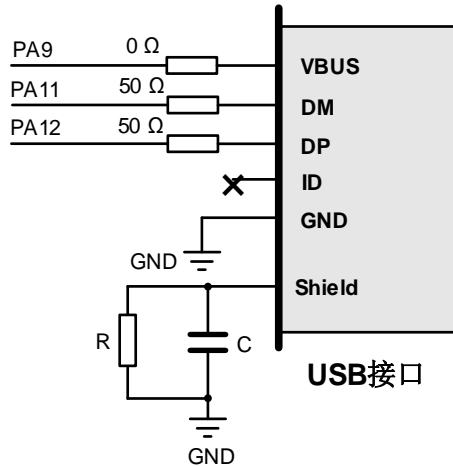 PA9 0 Ω VBUS
PA11 50 Ω DM
PA12 50 Ω DP
ID
GND
GND
Shield
R
C
USB接口
GND